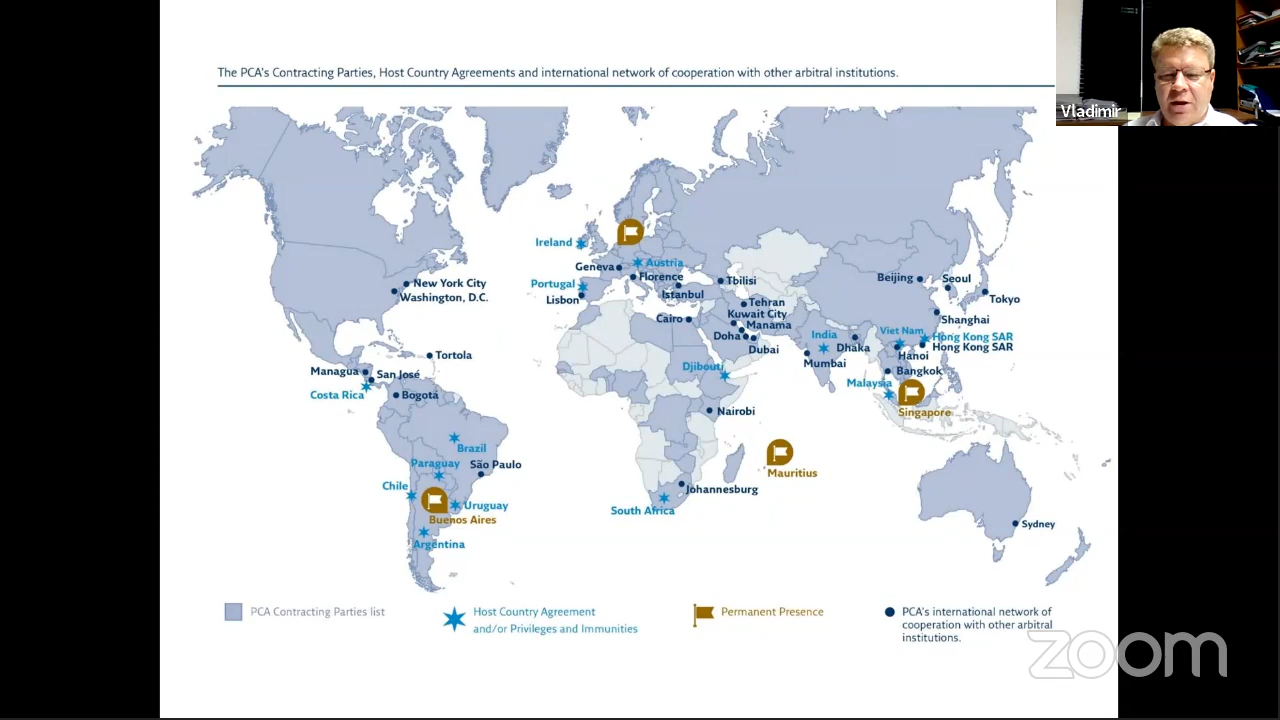 The PCA's Contracting Parties, Host Country Agreements and international network of cooperation with other arbitral institutions.
Vladimir
Ireland
Geneva
Austria
Florence
Portugal
Lisbon
Istanbul
Tbilisi
Beijing
Seoul
Tokyo
New York City
Washington, D.C.
Cairo
Tehran
Kuwait City
Manama
Doha
Dubai
Shanghai
India
Viet Nam
Hong Kong SAR
Hong Kong SAR
Dhaka
Hanoi
Mumbai
Tortola
Managua
San José
Costa Rica
Bogotá
Djibouti
Bangkok
Malaysia
Singapore
Nairobi
Brazil
Paraguay
São Paulo
Mauritius
Chile
Johannesburg
Uruguay
South Africa
Buenos Aires
Sydney
Argentina
PCA Contracting Parties list
Host Country Agreement
and/or Privileges and Immunities
Permanent Presence
PCA's international network of
cooperation with other arbitral
institutions.
zoom